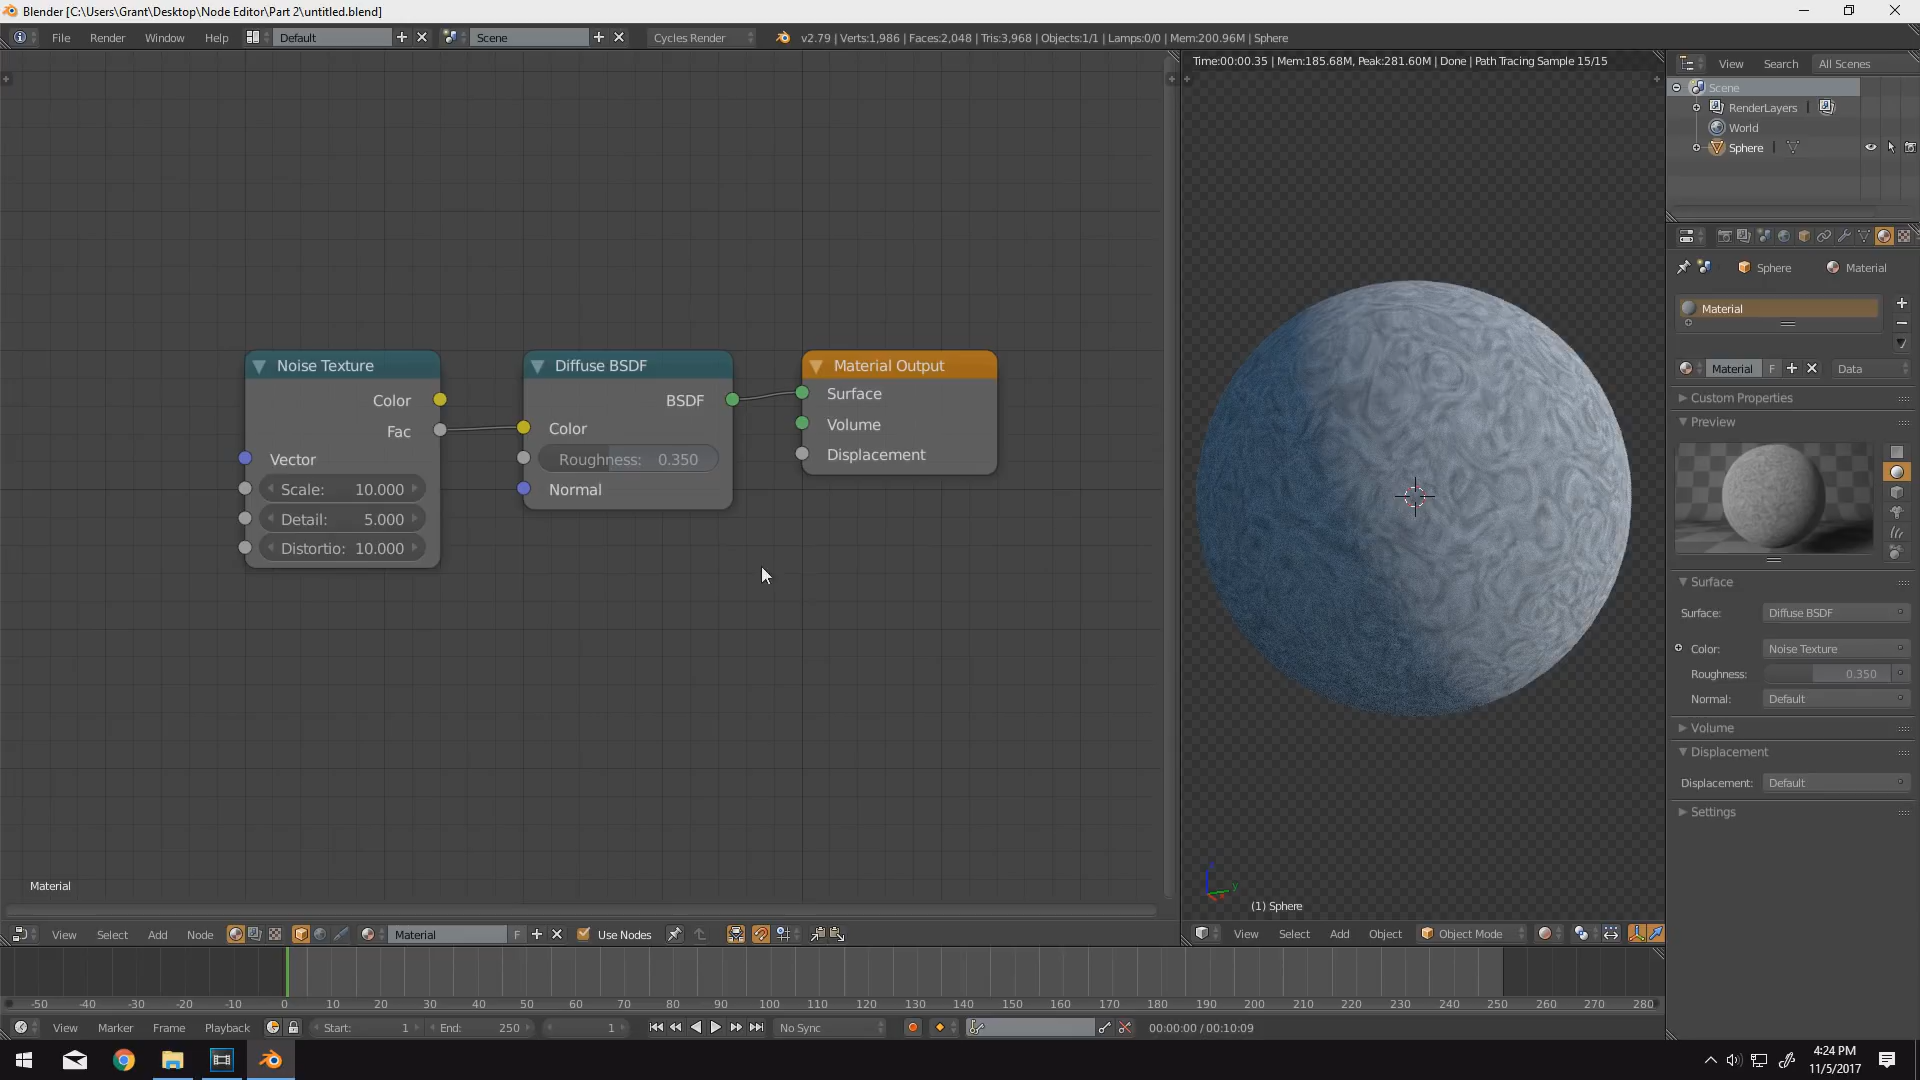 Blender [C:\Users\Grant\Desktop\Node Editor\Part 2\untitled.blend]
File Render Window Help Default Scene Cycles Render v2.79 | Verts:1,986 | Faces:2,048 | Tris:3,968 | Objects:1/1 | Lamps:0/0 | Mem:200.96M | Sphere
Time:00:00.35 | Mem:185.68M, Peak:281.60M | Done | Path Tracing Sample 15/15
View Search All Scenes
Scene
RenderLayers |
World
Sphere |
Sphere Material
Material
Material F Data
Custom Properties
Preview
Surface
Surface: Diffuse BSDF
Color: Noise Texture
Roughness: 0.350
Normal: Default
Volume
Displacement
Displacement: Default
Settings
Noise Texture
Color
Fac
Vector
Scale: 10.000
Detail: 5.000
Distortio: 10.000
Diffuse BSDF
BSDF
Color
Roughness: 0.350
Normal
Material Output
Surface
Volume
Displacement
Material
y
(1) Sphere
View Select Add Node Material F Use Nodes
View Select Add Object Object Mode
-50 -40 -30 -20 -10 0 10 20 30 40 50 60 70 80 90 100 110 120 130 140 150 160 170 180 190 200 210 220 230 240 250 260 270 280
View Marker Frame Playback Start: 1 End: 250 1 No Sync 00:00:00 / 00:10:09
4:24 PM
11/5/2017